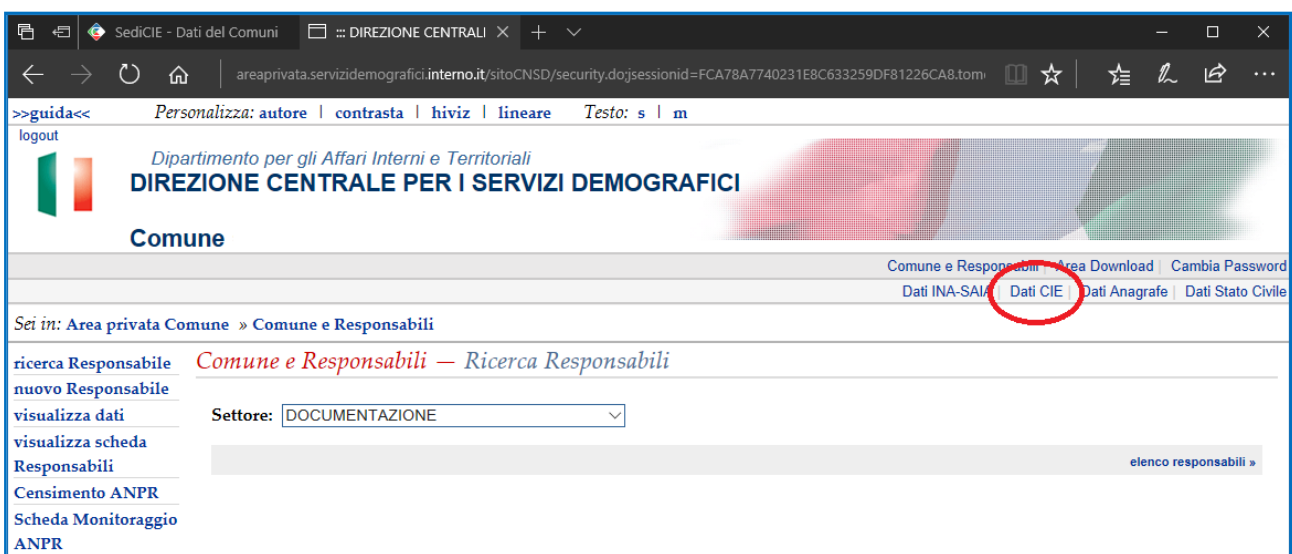 SediCIE - Dati del Comuni ::: DIREZIONE CENTRALI
areaprivata.servizidemografici.interno.it/sitoCNSD/security.do;jsessionid=FCA78A7740231E8C633259DF81226CA8.tom
>>guida<< Personalizza: autore | contrasta | hiviz | lineare Testo: s | m
logout
Dipartimento per gli Affari Interni e Territoriali
DIREZIONE CENTRALE PER I SERVIZI DEMOGRAFICI
Comune
Comune e Responsabili | Area Download | Cambia Password
Dati INA-SAIA | Dati CIE | Dati Anagrafe | Dati Stato Civile
Sei in: Area privata Comune » Comune e Responsabili
ricerca Responsabile
Comune e Responsabili — Ricerca Responsabili
nuovo Responsabile
visualizza dati
Settore: DOCUMENTAZIONE
visualizza scheda
Responsabili
elenco responsabili »
Censimento ANPR
Scheda Monitoraggio
ANPR